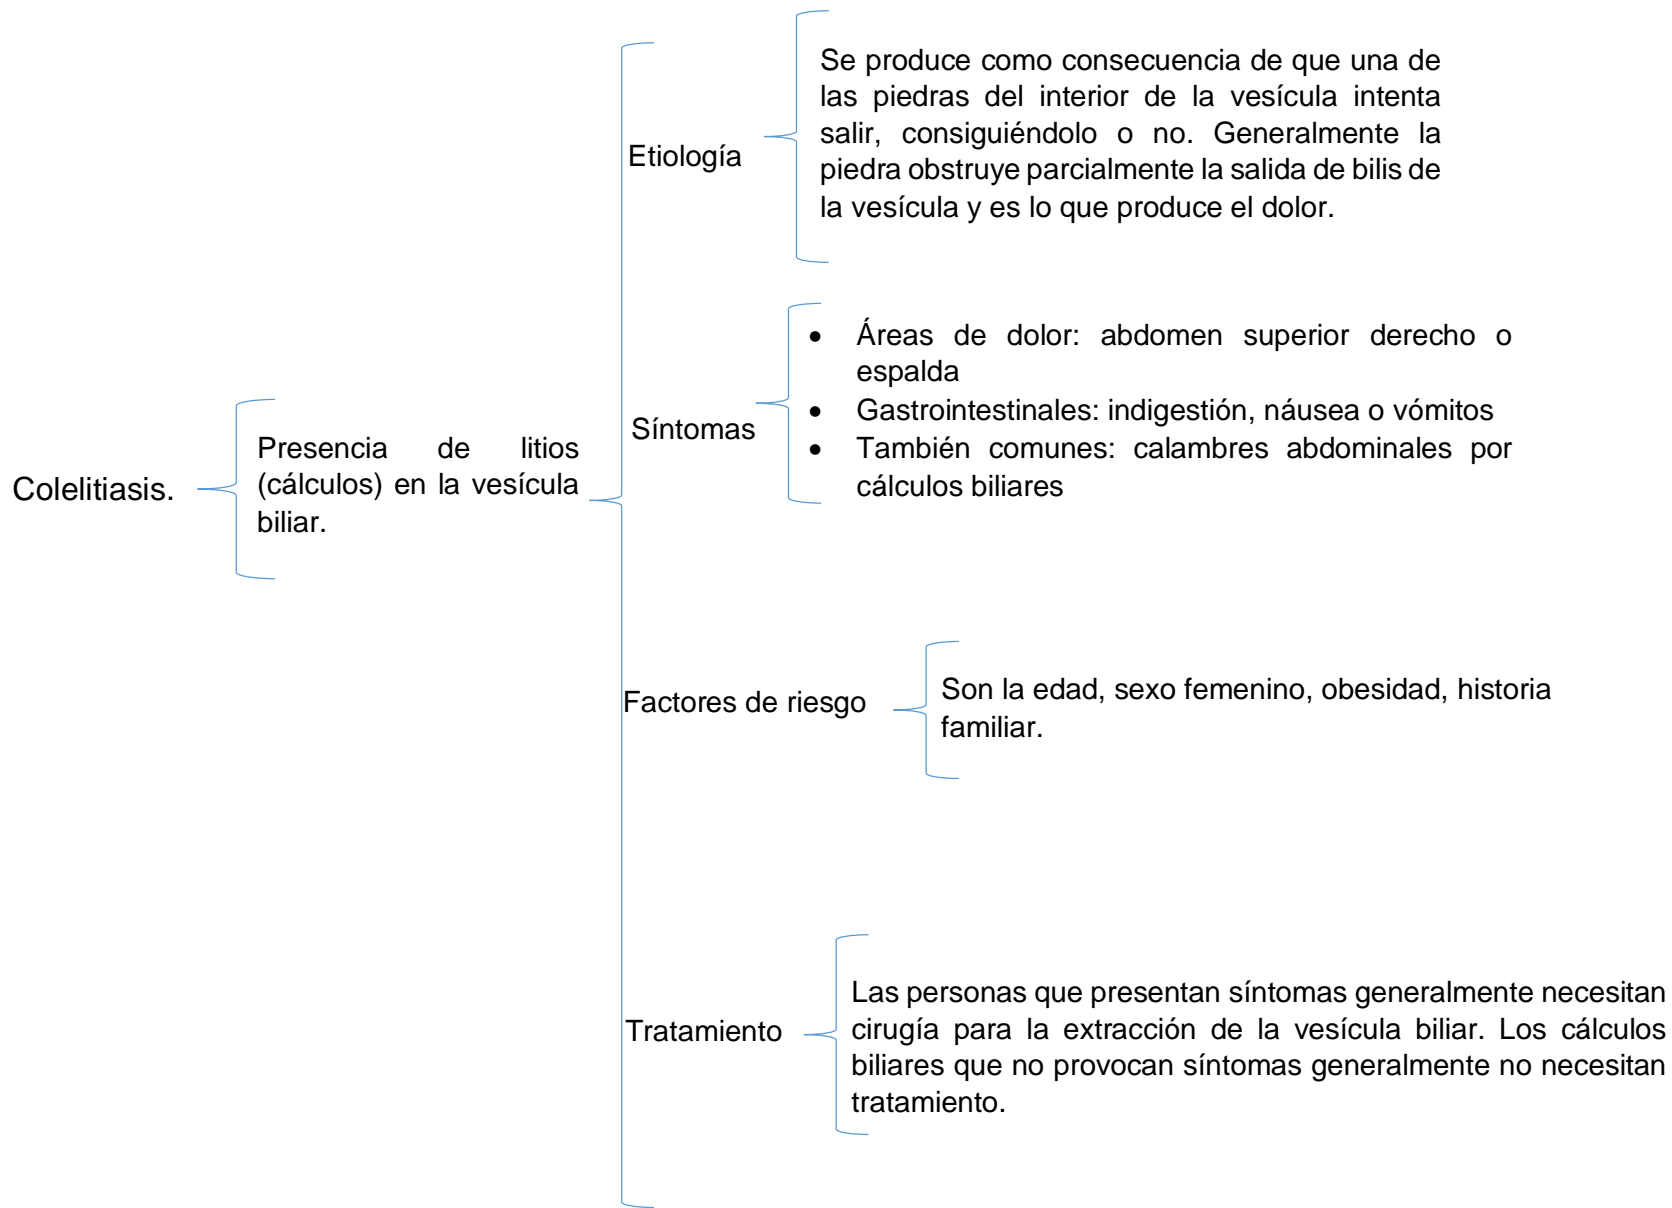 Colelitiasis.
Presencia de litios
(cálculos) en la vesícula
biliar.
Etiología
Se produce como consecuencia de que una de
las piedras del interior de la vesícula intenta
salir, consiguiéndolo o no. Generalmente la
piedra obstruye parcialmente la salida de bilis de
la vesícula y es lo que produce el dolor.
Síntomas
• Áreas de dolor: abdomen superior derecho o
espalda
• Gastrointestinales: indigestión, náusea o vómitos
• También comunes: calambres abdominales por
cálculos biliares
Factores de riesgo
Son la edad, sexo femenino, obesidad, historia
familiar.
Tratamiento
Las personas que presentan síntomas generalmente necesitan
cirugía para la extracción de la vesícula biliar. Los cálculos
biliares que no provocan síntomas generalmente no necesitan
tratamiento.